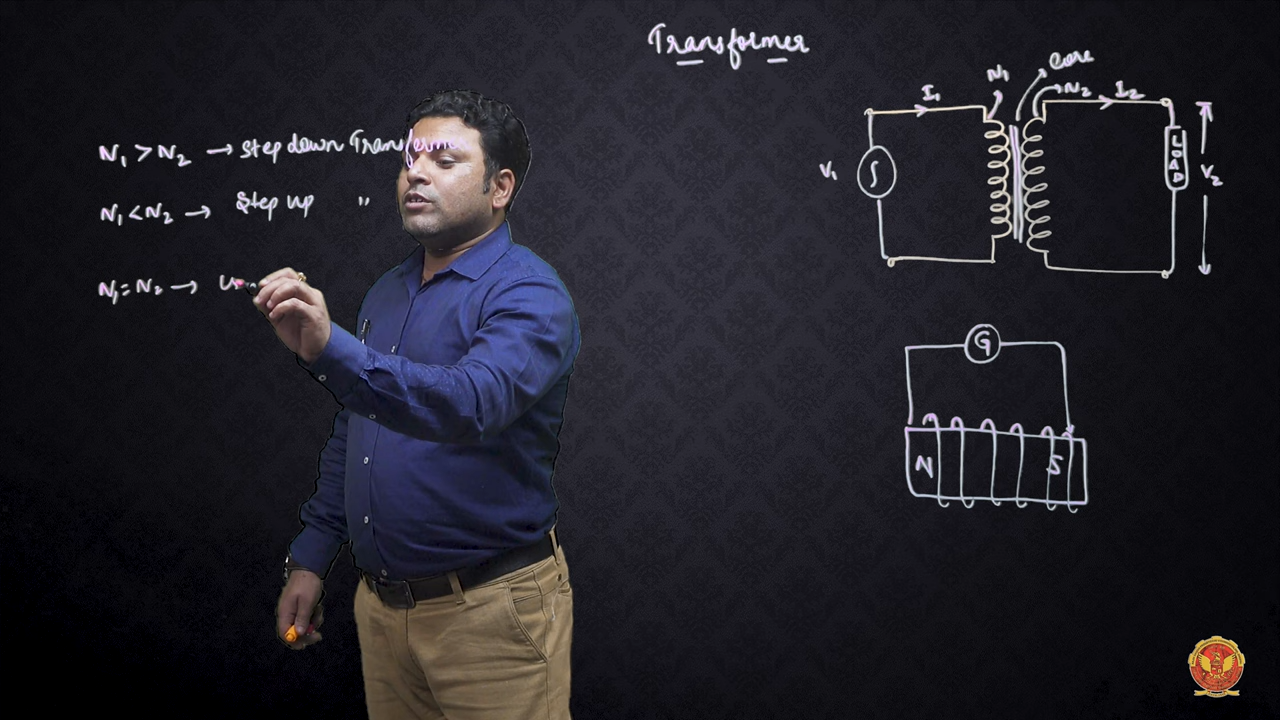 Transformer
N₁ > N₂ → Step down Transforme
N₁ < N₂ → Step up "
N₁ = N₂ →
I₁
N₁
Core
N₂
I₂
V₁
LOAD
V₂
G
N S